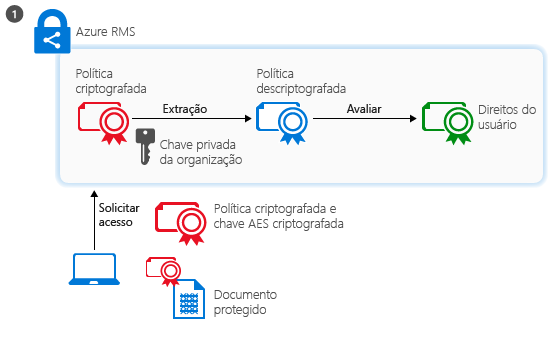 1
Azure RMS
Política
criptografada
Política
descriptografada
Extração
Avaliar
Direitos do
usuário
Chave privada
da organização
Solicitar
acesso
Política criptografada e
chave AES criptografada
Documento
protegido